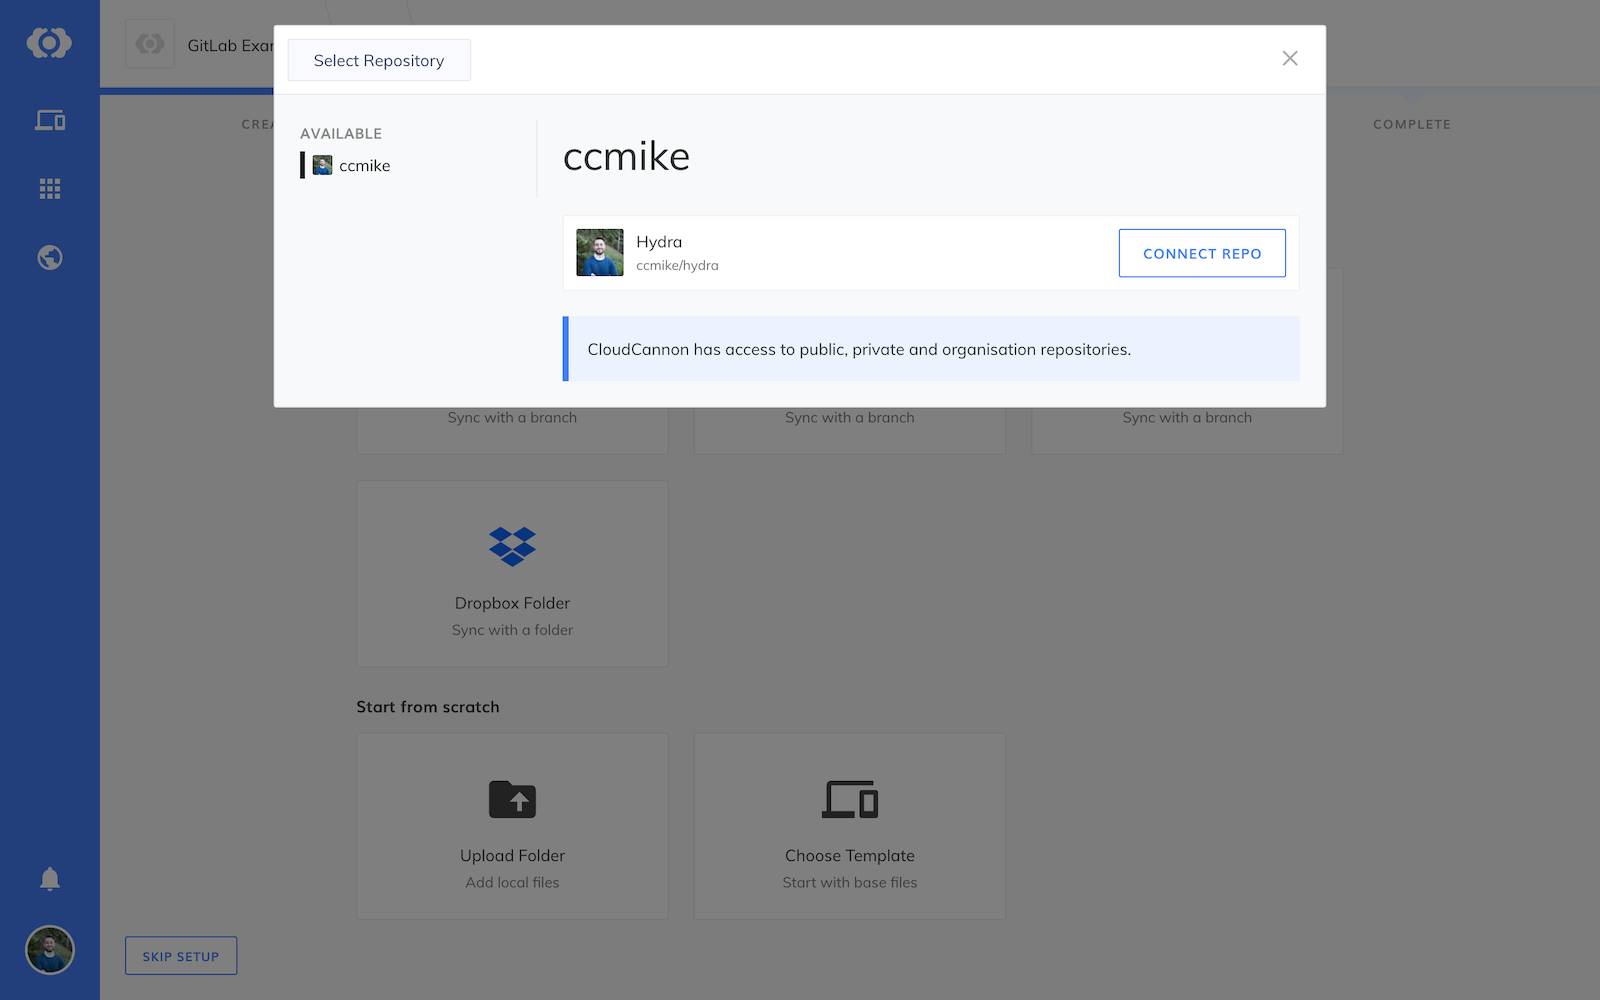 GitLab Exam
Select Repository
CREA
COMPLETE
AVAILABLE
ccmike
ccmike
Hydra
ccmike/hydra
CONNECT REPO
CloudCannon has access to public, private and organisation repositories.
Sync with a branch
Sync with a branch
Sync with a branch
Dropbox Folder
Sync with a folder
Start from scratch
Upload Folder
Add local files
Choose Template
Start with base files
SKIP SETUP